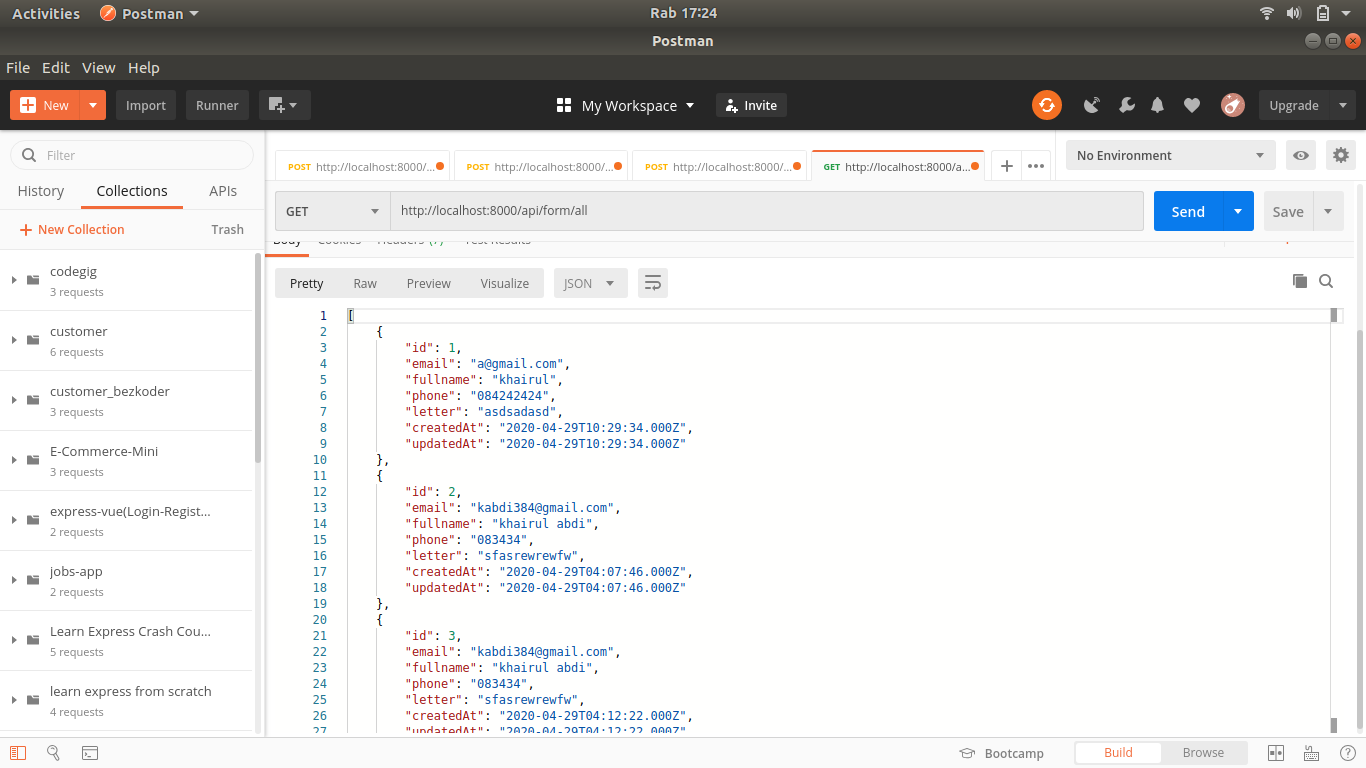 Activities Postman Rab 17:24
Postman
File Edit View Help
New Import Runner My Workspace Invite Upgrade
Filter
History Collections APIs
New Collection Trash
codegig
3 requests
customer
6 requests
customer_bezkoder
3 requests
E-Commerce-Mini
3 requests
express-vue(Login-Regist...
2 requests
jobs-app
2 requests
Learn Express Crash Cou...
5 requests
learn express from scratch
4 requests
POST http://localhost:8000/... POST http://localhost:8000/... POST http://localhost:8000/... GET http://localhost:8000/a... No Environment
GET http://localhost:8000/api/form/all Send Save
Body Cookies Headers (7) Test Results
Pretty Raw Preview Visualize JSON
1 [
2 {
3 "id": 1,
4 "email": "a@gmail.com",
5 "fullname": "khairul",
6 "phone": "084242424",
7 "letter": "asdsadasd",
8 "createdAt": "2020-04-29T10:29:34.000Z",
9 "updatedAt": "2020-04-29T10:29:34.000Z"
10 },
11 {
12 "id": 2,
13 "email": "kabdi384@gmail.com",
14 "fullname": "khairul abdi",
15 "phone": "083434",
16 "letter": "sfasrewrewfw",
17 "createdAt": "2020-04-29T04:07:46.000Z",
18 "updatedAt": "2020-04-29T04:07:46.000Z"
19 },
20 {
21 "id": 3,
22 "email": "kabdi384@gmail.com",
23 "fullname": "khairul abdi",
24 "phone": "083434",
25 "letter": "sfasrewrewfw",
26 "createdAt": "2020-04-29T04:12:22.000Z",
27 "updatedAt": "2020-04-29T04:12:22.000Z"
Bootcamp Build Browse